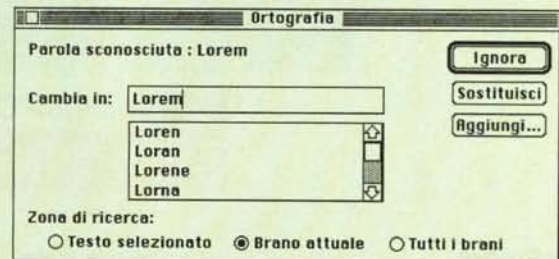 Ortografia
Parola sconosciuta : Lorem
Ignora
Cambia in: Lorem
Sostituisci
Aggiungi...
Loren
Loran
Lorene
Lorna
Zona di ricerca:
Testo selezionato Brano attuale Tutti i brani